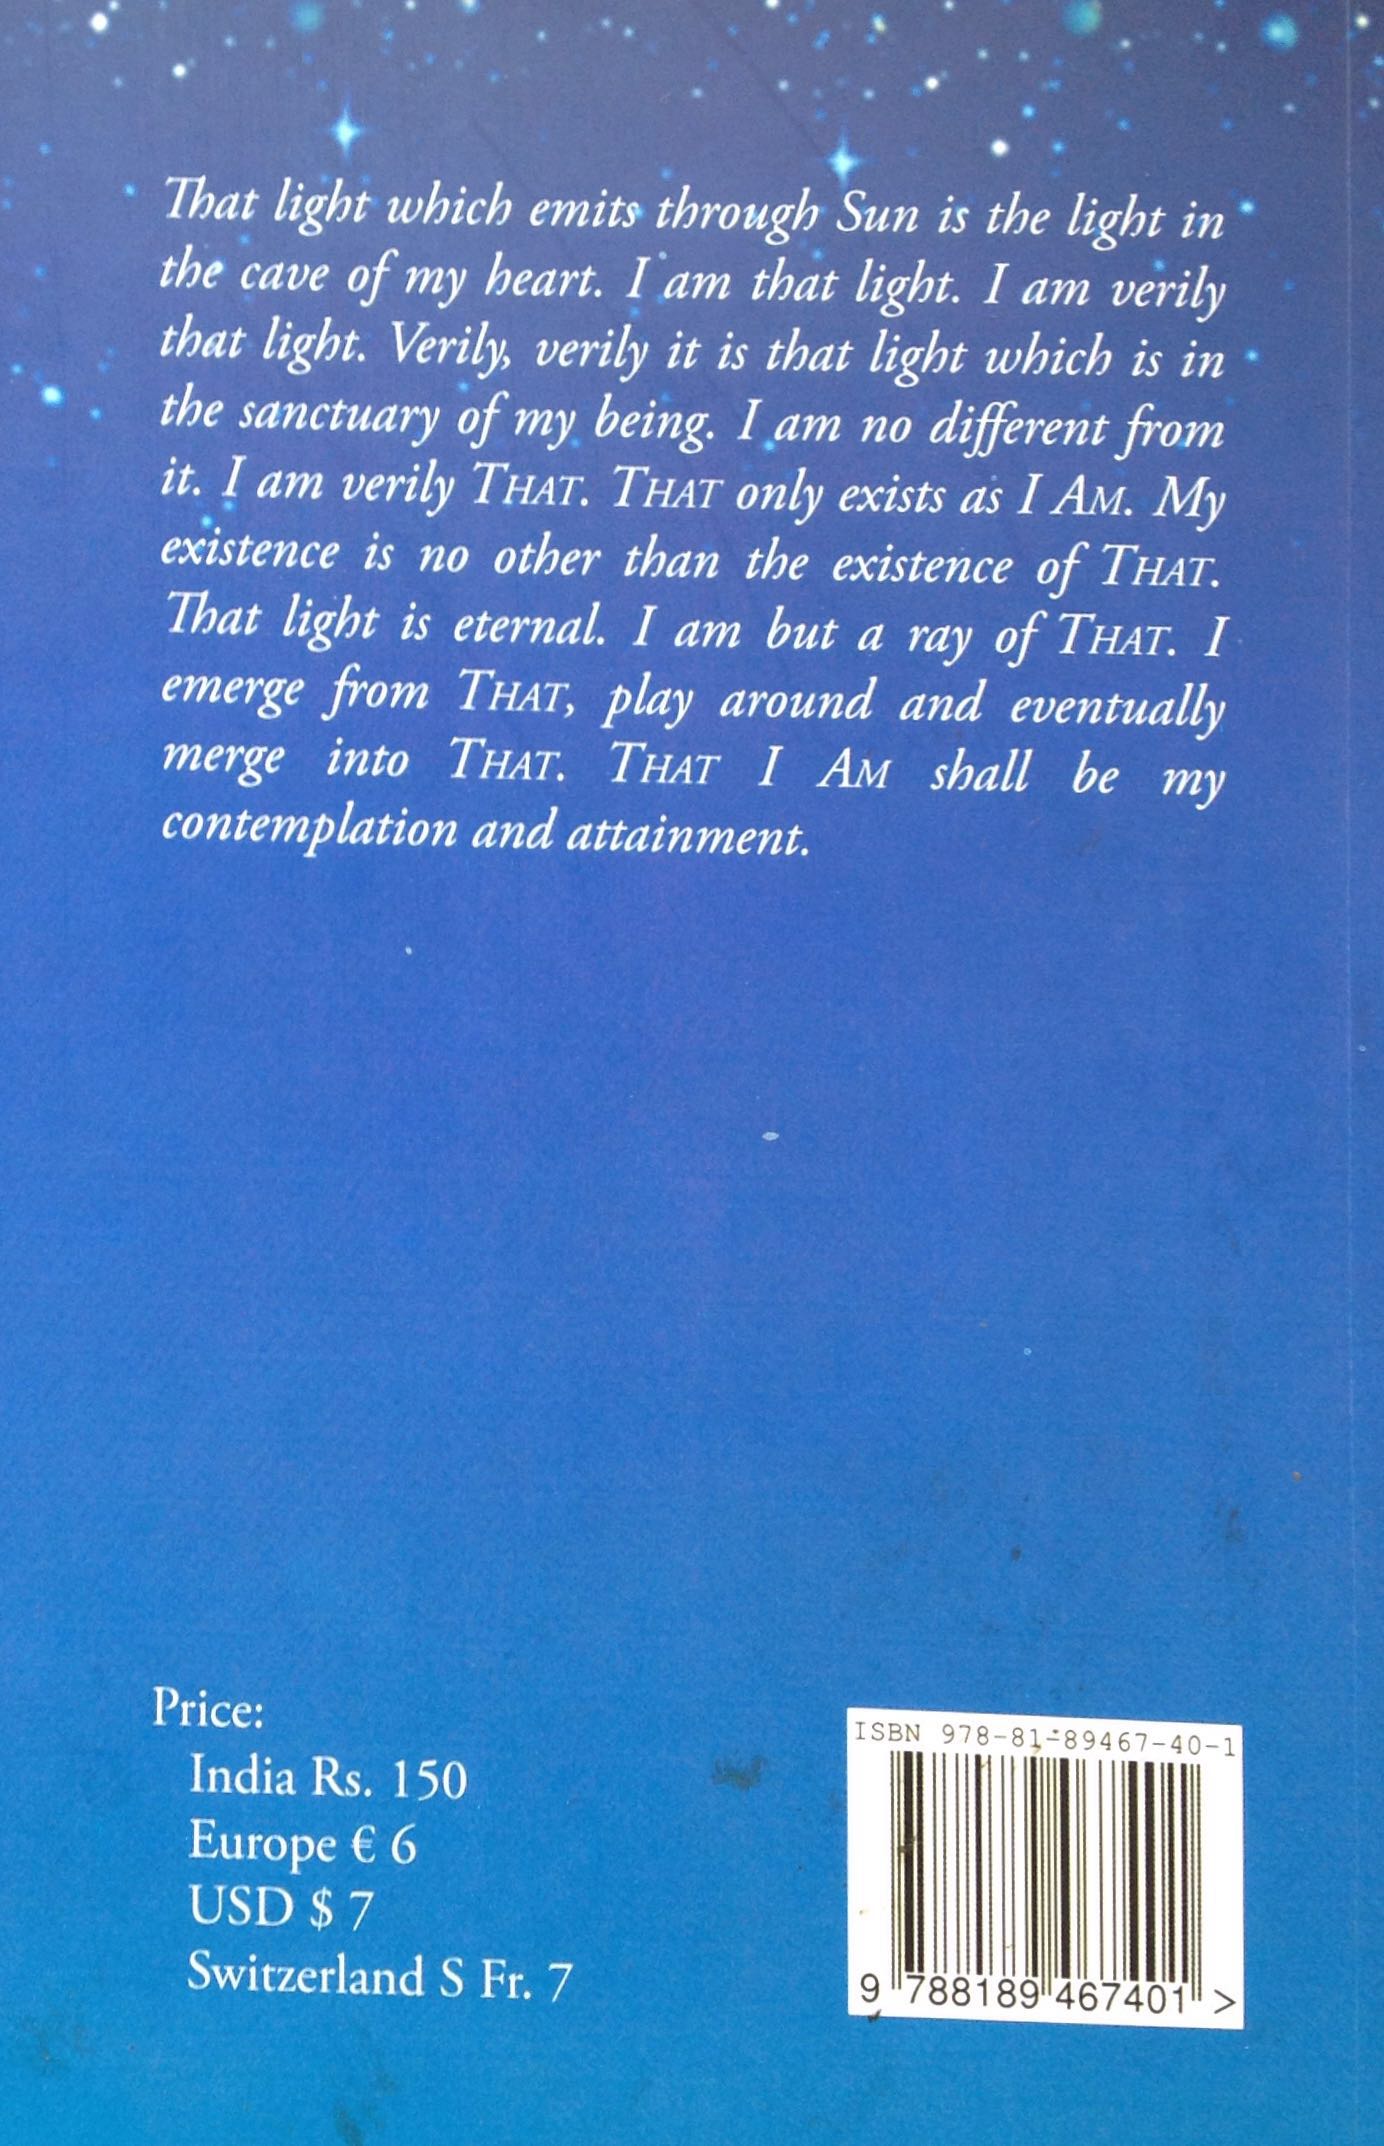 That light which emits through Sun is the light in
the cave of my heart. I am that light. I am verily
that light. Verily, verily it is that light which is in
the sanctuary of my being. I am no different from
it. I am verily THAT. THAT only exists as I AM. My
existence is no other than the existence of THAT.
That light is eternal. I am but a ray of THAT. I
emerge from THAT, play around and eventually
merge into THAT. THAT I AM shall be my
contemplation and attainment.
Price:
India Rs. 150
Europe € 6
USD $ 7
Switzerland S Fr. 7
ISBN 978-81-89467-40-1
9 788189 467401 >